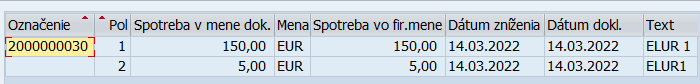 Označenie Pol Spotreba v mene dok. Mena Spotreba vo fir.mene Dátum zníženia Dátum dokl. Text
2000000030 1 150,00 EUR 150,00 14.03.2022 14.03.2022 ELUR 1
2 5,00 EUR 5,00 14.03.2022 14.03.2022 ELUR1